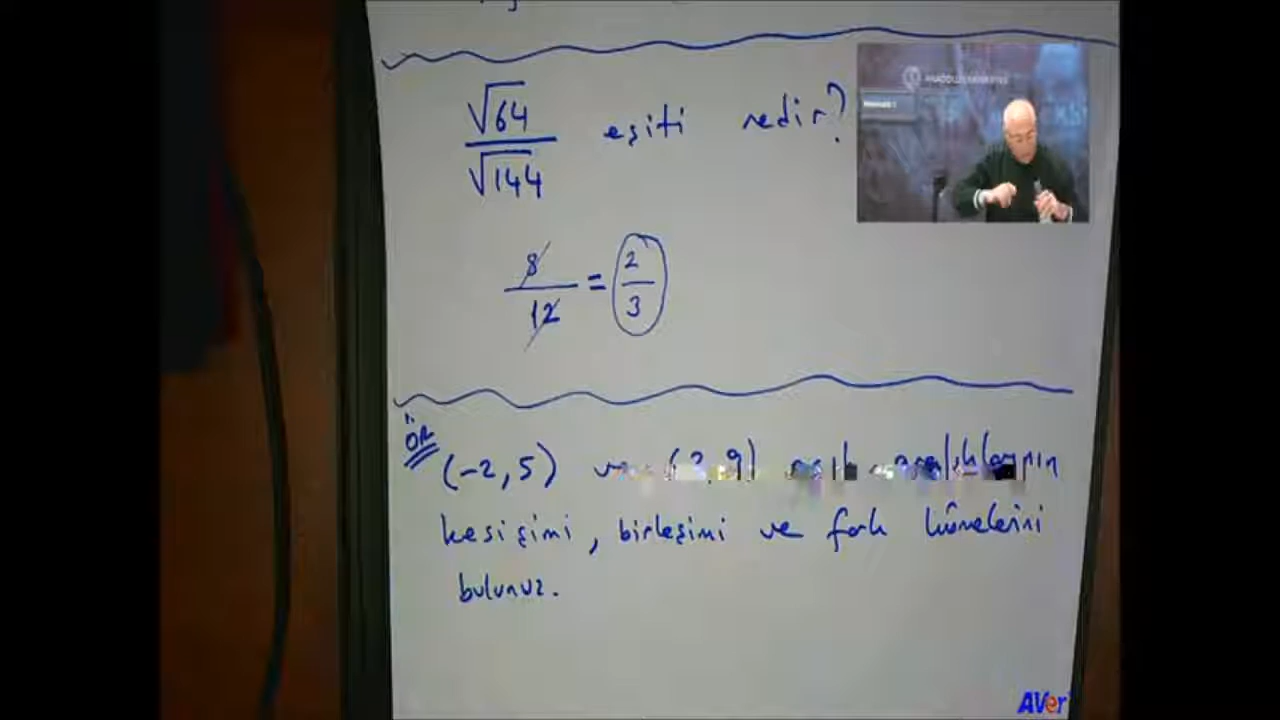 √64
√144
eşiti nedir?
8
12
=
2
3
ÖR
(-2, 5)
kesişimi, birleşimi ve fark kümelerini
bulunuz.
AVer